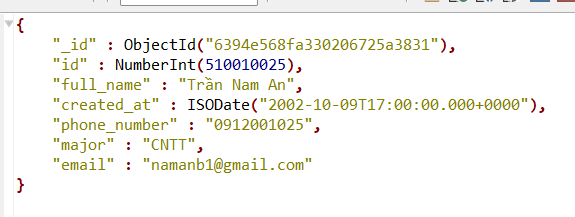 {
"_id" : ObjectId("6394e568fa330206725a3831"),
"id" : NumberInt(510010025),
"full_name" : "Trần Nam An",
"created_at" : ISODate("2002-10-09T17:00:00.000+0000"),
"phone_number" : "0912001025",
"major" : "CNTT",
"email" : "namanb1@gmail.com"
}